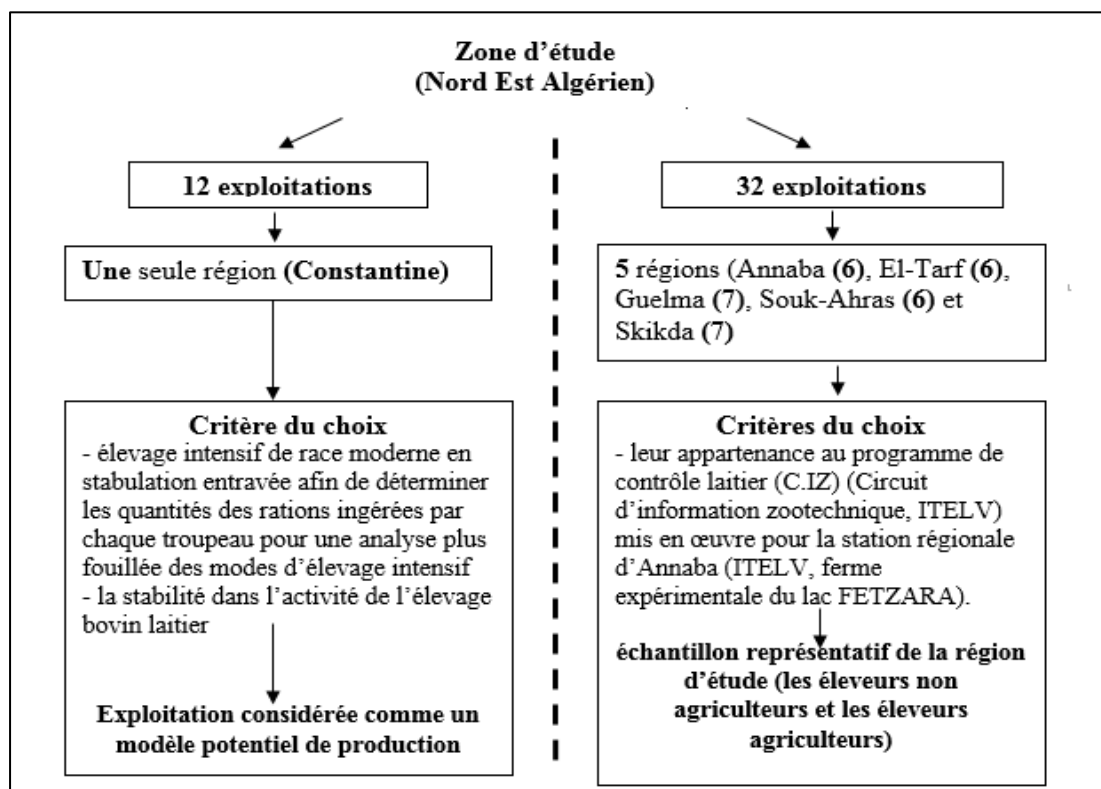 Zone d'étude
(Nord Est Algérien)
12 exploitations
Une seule région (Constantine)
Critère du choix
- élevage intensif de race moderne en
stabulation entravée afin de déterminer
les quantités des rations ingérées par
chaque troupeau pour une analyse plus
fouillée des modes d'élevage intensif
- la stabilité dans l'activité de l'élevage
bovin laitier
Exploitation considérée comme un
modèle potentiel de production
32 exploitations
5 régions (Annaba (6), El-Tarf (6),
Guelma (7), Souk-Ahras (6) et
Skikda (7)
Critères du choix
- leur appartenance au programme de
contrôle laitier (C.IZ) (Circuit
d'information zootechnique, ITELV)
mis en œuvre pour la station régionale
d'Annaba (ITELV, ferme
expérimentale du lac FETZARA).
échantillon représentatif de la région
d'étude (les éleveurs non
agriculteurs et les éleveurs
agriculteurs)